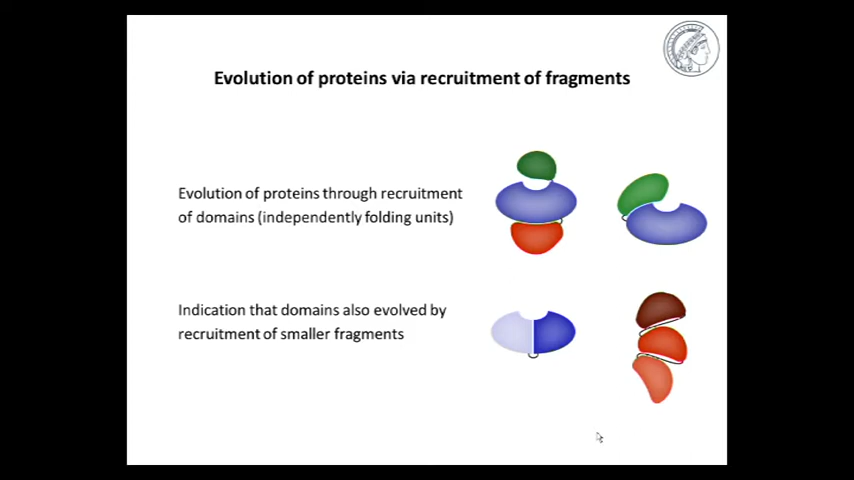 Evolution of proteins via recruitment of fragments
Evolution of proteins through recruitment
of domains (independently folding units)
Indication that domains also evolved by
recruitment of smaller fragments